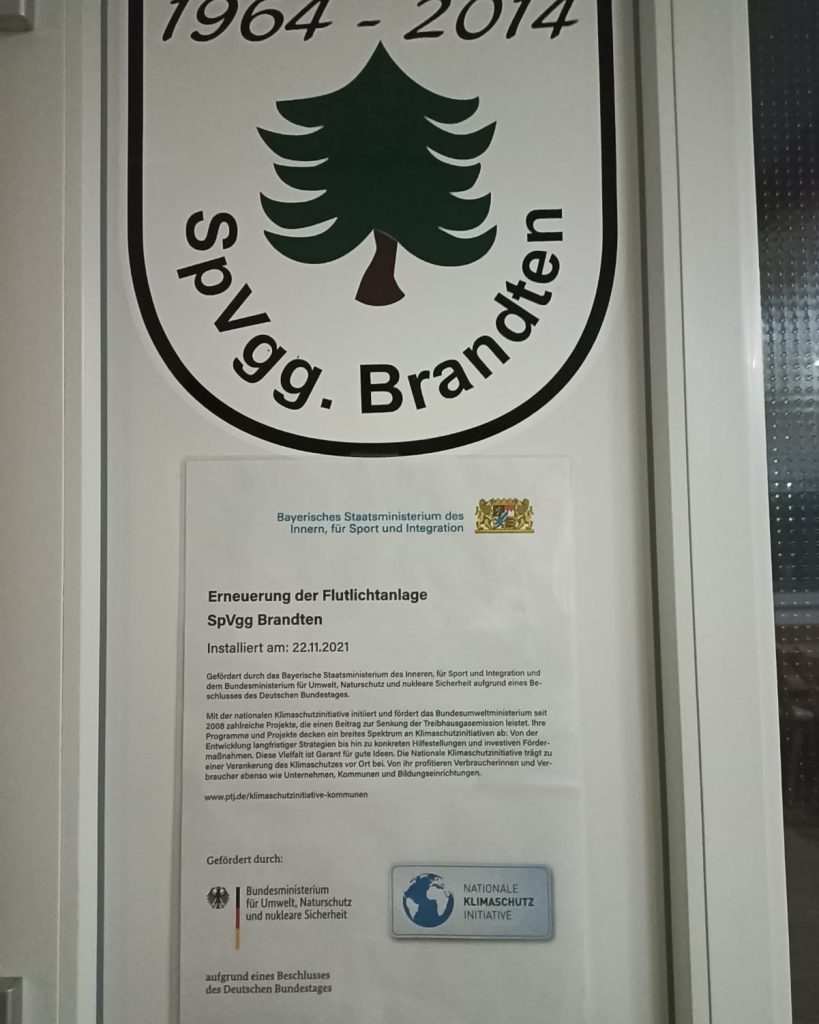 1964 - 2014
SpVgg. Brandten
Bayerisches Staatsministerium des
Innern, für Sport und Integration
Erneuerung der Flutlichtanlage
SpVgg Brandten
Installiert am: 22.11.2021
Gefördert durch das Bayerische Staatsministerium des Inneren, für Sport und Integration und
dem Bundesministerium für Umwelt, Naturschutz und nukleare Sicherheit aufgrund eines Be-
schlusses des Deutschen Bundestages.
Mit der nationalen Klimaschutzinitiative initiiert und fördert das Bundesumweltministerium seit
2008 zahlreiche Projekte, die einen Beitrag zur Senkung der Treibhausgasemission leistet. Ihre
Programme und Projekte decken ein breites Spektrum an Klimaschutzinitiativen ab: Von der
Entwicklung langfristiger Strategien bis hin zu konkreten Hilfestellungen und investiven Förder-
maßnahmen. Diese Vielfalt ist Garant für gute Ideen. Die Nationale Klimaschutzinitiative trägt zu
einer Verankerung des Klimaschutzes vor Ort bei. Von ihr profitieren Verbraucherinnen und Ver-
braucher ebenso wie Unternehmen, Kommunen und Bildungseinrichtungen.
www.ptj.de/klimaschutzinitiative-kommunen
Gefördert durch:
Bundesministerium
für Umwelt, Naturschutz
und nukleare Sicherheit
NATIONALE
KLIMASCHUTZ
INITIATIVE
aufgrund eines Beschlusses
des Deutschen Bundestages